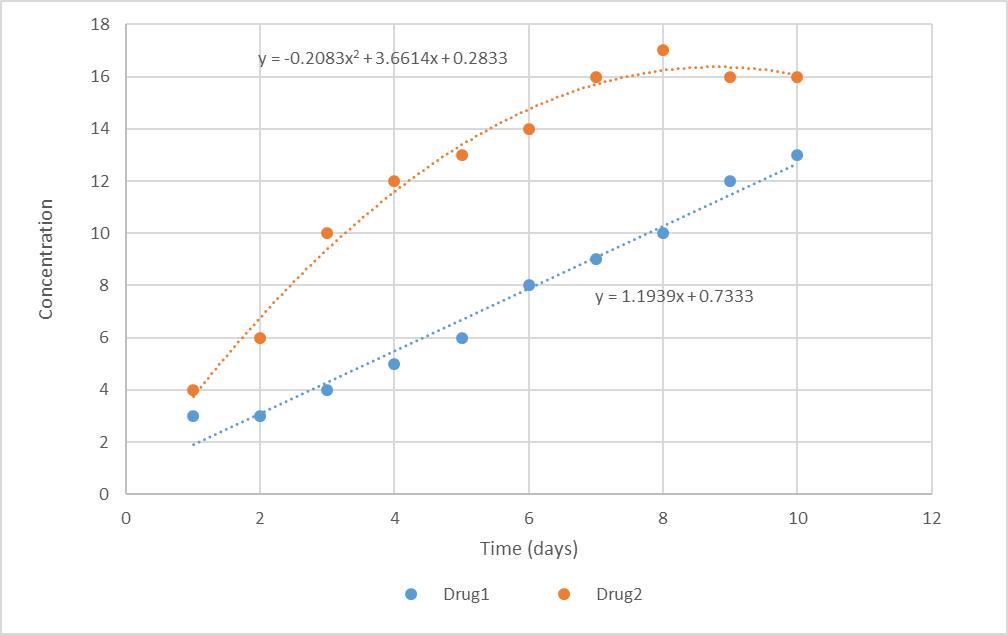 18
y = -0.2083x² + 3.6614x + 0.2833
16
14
12
10
8
y = 1.1939x + 0.7333
6
4
2
0
Concentration
0 2 4 6 8 10 12
Time (days)
Drug1 Drug2